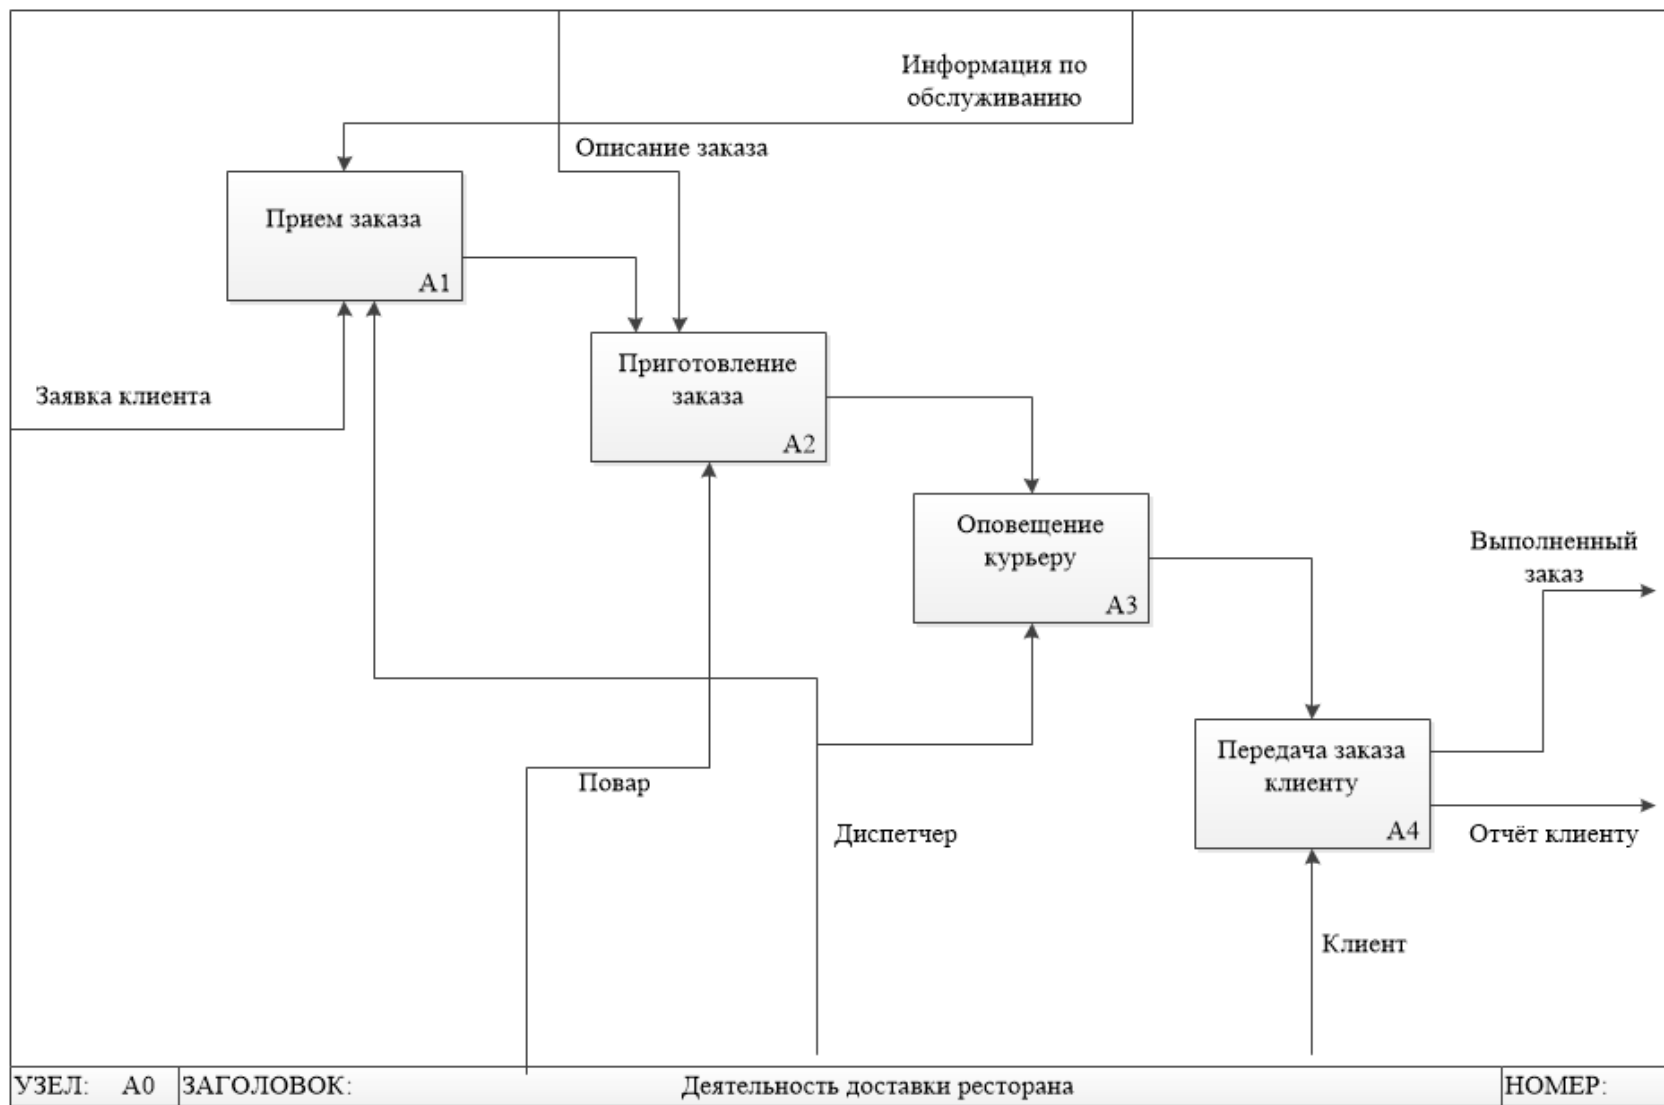 Информация по
обслуживанию
Описание заказа
Прием заказа
A1
Приготовление
заказа
A2
Заявка клиента
Оповещение
курьеру
A3
Выполненный
заказ
Передача заказа
клиенту
A4
Повар
Диспетчер
Отчёт клиенту
Клиент
УЗЕЛ: A0 ЗАГОЛОВОК: Деятельность доставки ресторана НОМЕР: